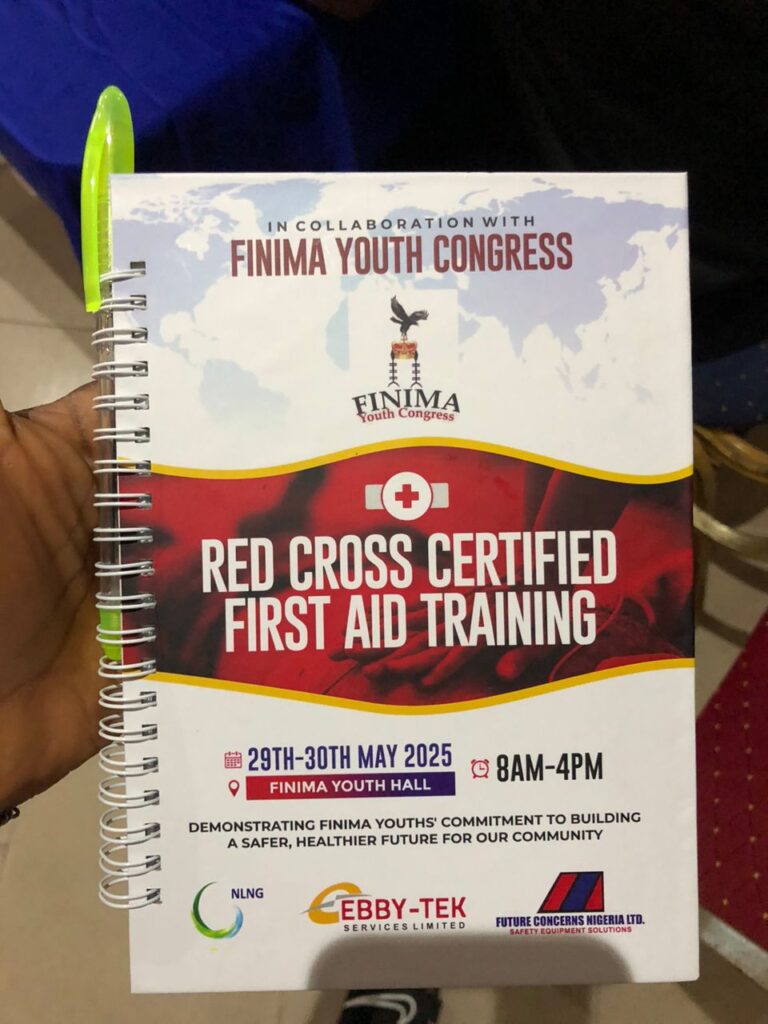 IN COLLABORATION WITH
FINIMA YOUTH CONGRESS
FINIMA
Youth Congress
RED CROSS CERTIFIED
FIRST AID TRAINING
29TH-30TH MAY 2025
FINIMA YOUTH HALL
8AM-4PM
DEMONSTRATING FINIMA YOUTHS' COMMITMENT TO BUILDING
A SAFER, HEALTHIER FUTURE FOR OUR COMMUNITY
NLNG
EBBY-TEK
SERVICES LIMITED
FUTURE CONCERNS NIGERIA LTD.
SAFETY EQUIPMENT SOLUTIONS